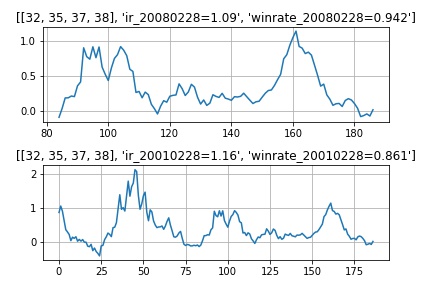 [[32, 35, 37, 38], 'ir_20080228=1.09', 'winrate_20080228=0.942']
1.0
0.5
0.0
80 100 120 140 160 180
[[32, 35, 37, 38], 'ir_20010228=1.16', 'winrate_20010228=0.861']
2
1
0
0 25 50 75 100 125 150 175